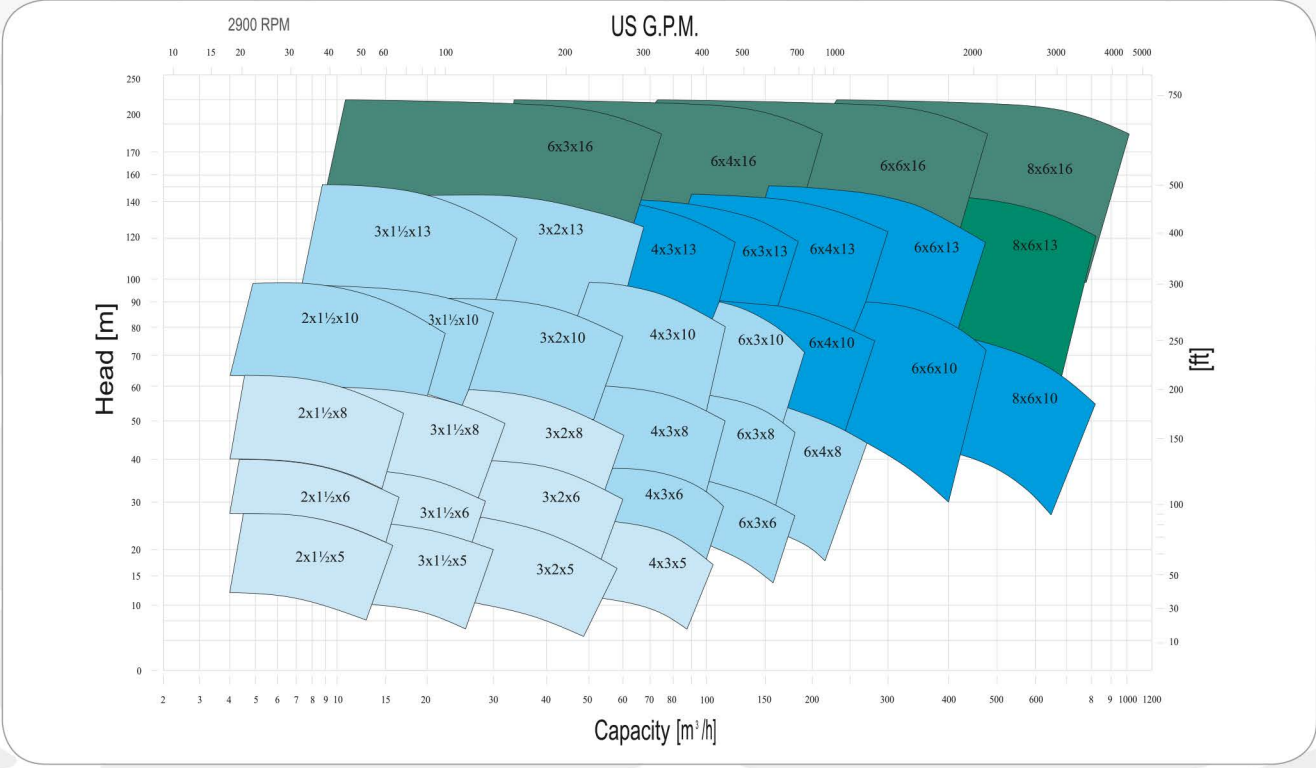 2900 RPM
US G.P.M.
10 15 20 30 40 50 60 100 200 300 400 500 700 1000 2000 3000 4000 5000
250
750
200
6x3x16
6x4x16
6x6x16
8x6x16
170
160
500
140
3x1½x13
3x2x13
4x3x13
6x3x13
6x4x13
6x6x13
8x6x13
120
400
100
300
90
2x1½x10
3x1½x10
3x2x10
4x3x10
6x3x10
6x4x10
6x6x10
8x6x10
80
250
70
60
200
2x1½x8
3x1½x8
3x2x8
4x3x8
6x3x8
6x4x8
50
150
40
2x1½x6
3x1½x6
3x2x6
4x3x6
6x3x6
30
100
2x1½x5
3x1½x5
3x2x5
4x3x5
20
15
50
10
30
10
0
Head [m]
[ft]
2 3 4 5 6 7 8 9 10 15 20 30 40 50 60 70 80 100 150 200 300 400 500 600 8 9 1000 1200
Capacity [m³/h]